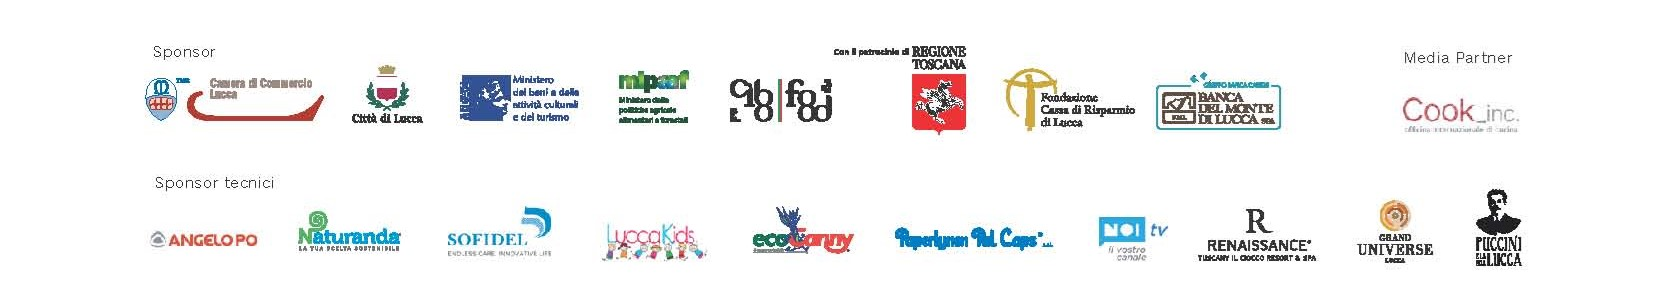 Sponsor
Camera di Commercio
Lucca
Città di Lucca
Ministero
dei beni e delle
attività culturali
e del turismo
mipaaf
Ministero delle
politiche agricole
alimentari e forestali
Con il patrocinio di REGIONE
TOSCANA
Fondazione
Cassa di Risparmio
di Lucca
BANCA
DEL MONTE
DI LUCCA SPA
Media Partner
Cook_inc.
Sponsor tecnici
ANGELO PO
Naturanda
LA TUA SCELTA SOSTENIBILE
SOFIDEL
ENDLESS CARE. INNOVATIVE LIFE
LuccaKids
ecoTanny
NOI tv
il vostro
canale
R
RENAISSANCE®
TUSCANY IL CIOCCO RESORT & SPA
GRAND
UNIVERSE
LUCCA
PUCCINI
E LA SUA LUCCA